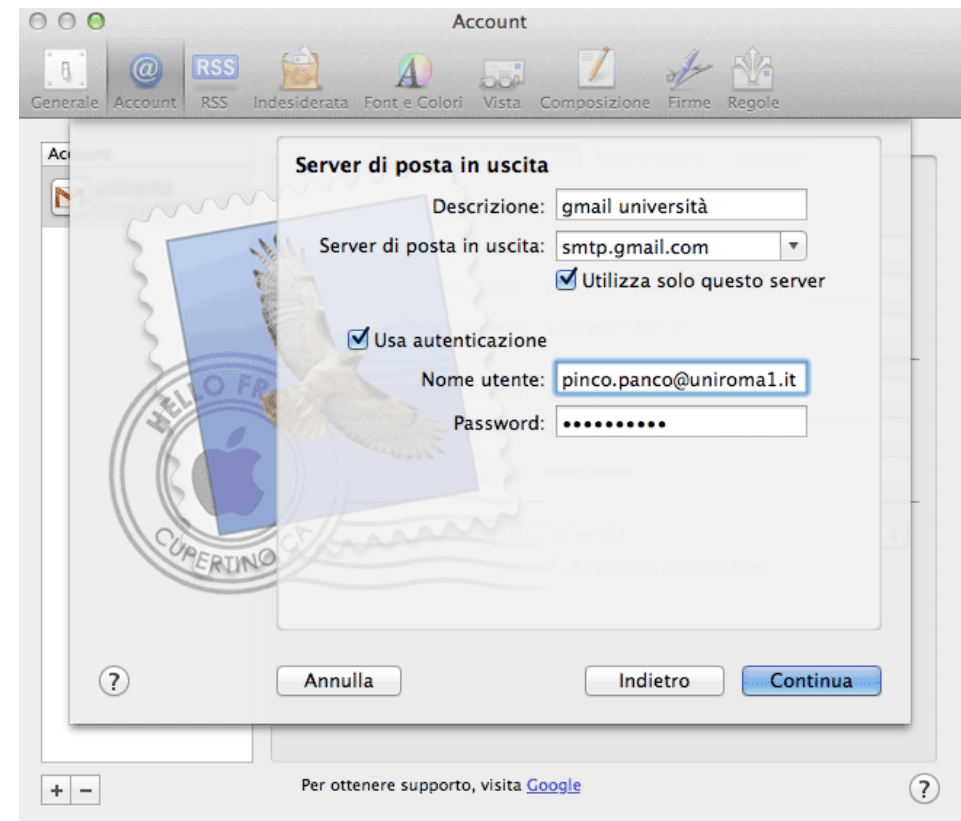 Account
Generale Account RSS Indesiderata Font e Colori Vista Composizione Firme Regole
Server di posta in uscita
Descrizione: gmail università
Server di posta in uscita: smtp.gmail.com
Utilizza solo questo server
Usa autenticazione
Nome utente: pinco.panco@uniroma1.it
Password: ••••••••••
HELLO FR
CUPERTINO CA
? Annulla Indietro Continua
+ − Per ottenere supporto, visita Google ?